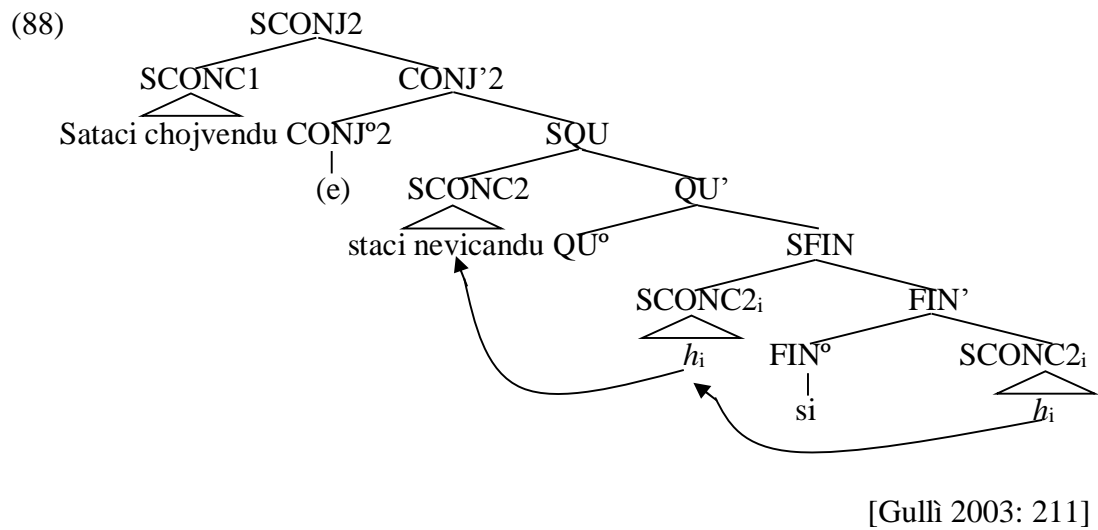 (88) SCONJ2
SCONC1 CONJ’2
Sataci chojvendu CONJº2 SQU
(e) SCONC2 QU’
staci nevicandu QUº SFIN
SCONC2i FIN’
hi FINº SCONC2i
si hi
[Gullì 2003: 211]